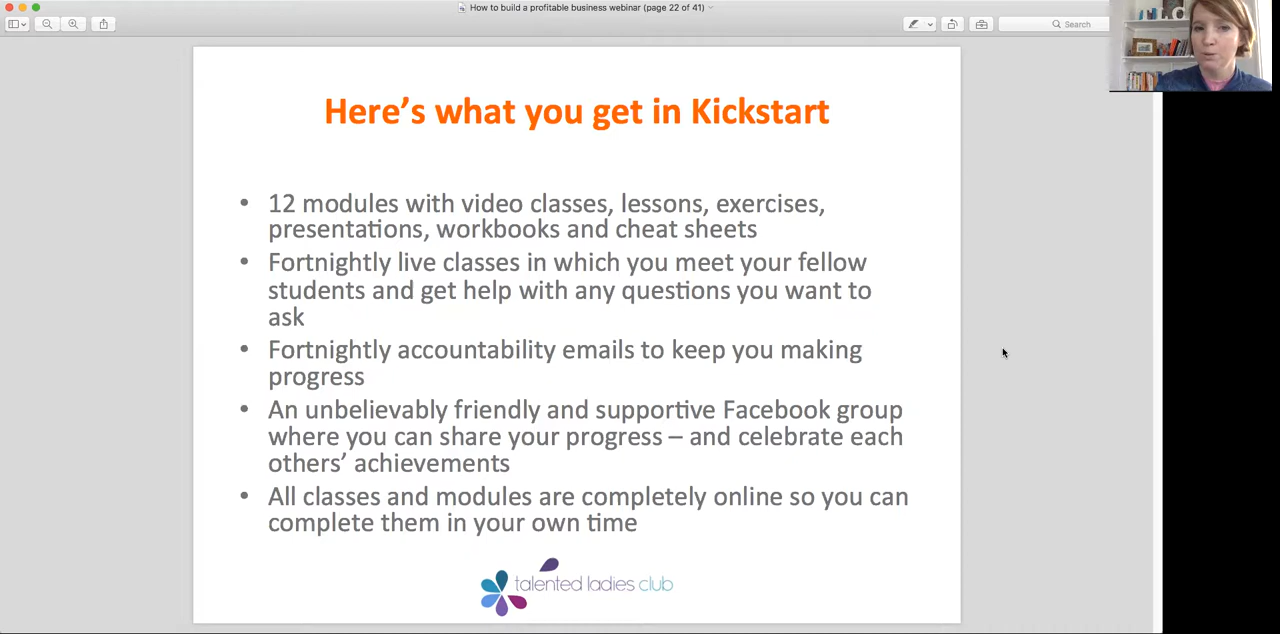 How to build a profitable business webinar (page 22 of 41)
Search
Here's what you get in Kickstart
• 12 modules with video classes, lessons, exercises,
presentations, workbooks and cheat sheets
• Fortnightly live classes in which you meet your fellow
students and get help with any questions you want to
ask
• Fortnightly accountability emails to keep you making
progress
• An unbelievably friendly and supportive Facebook group
where you can share your progress – and celebrate each
others' achievements
• All classes and modules are completely online so you can
complete them in your own time
talented ladies club